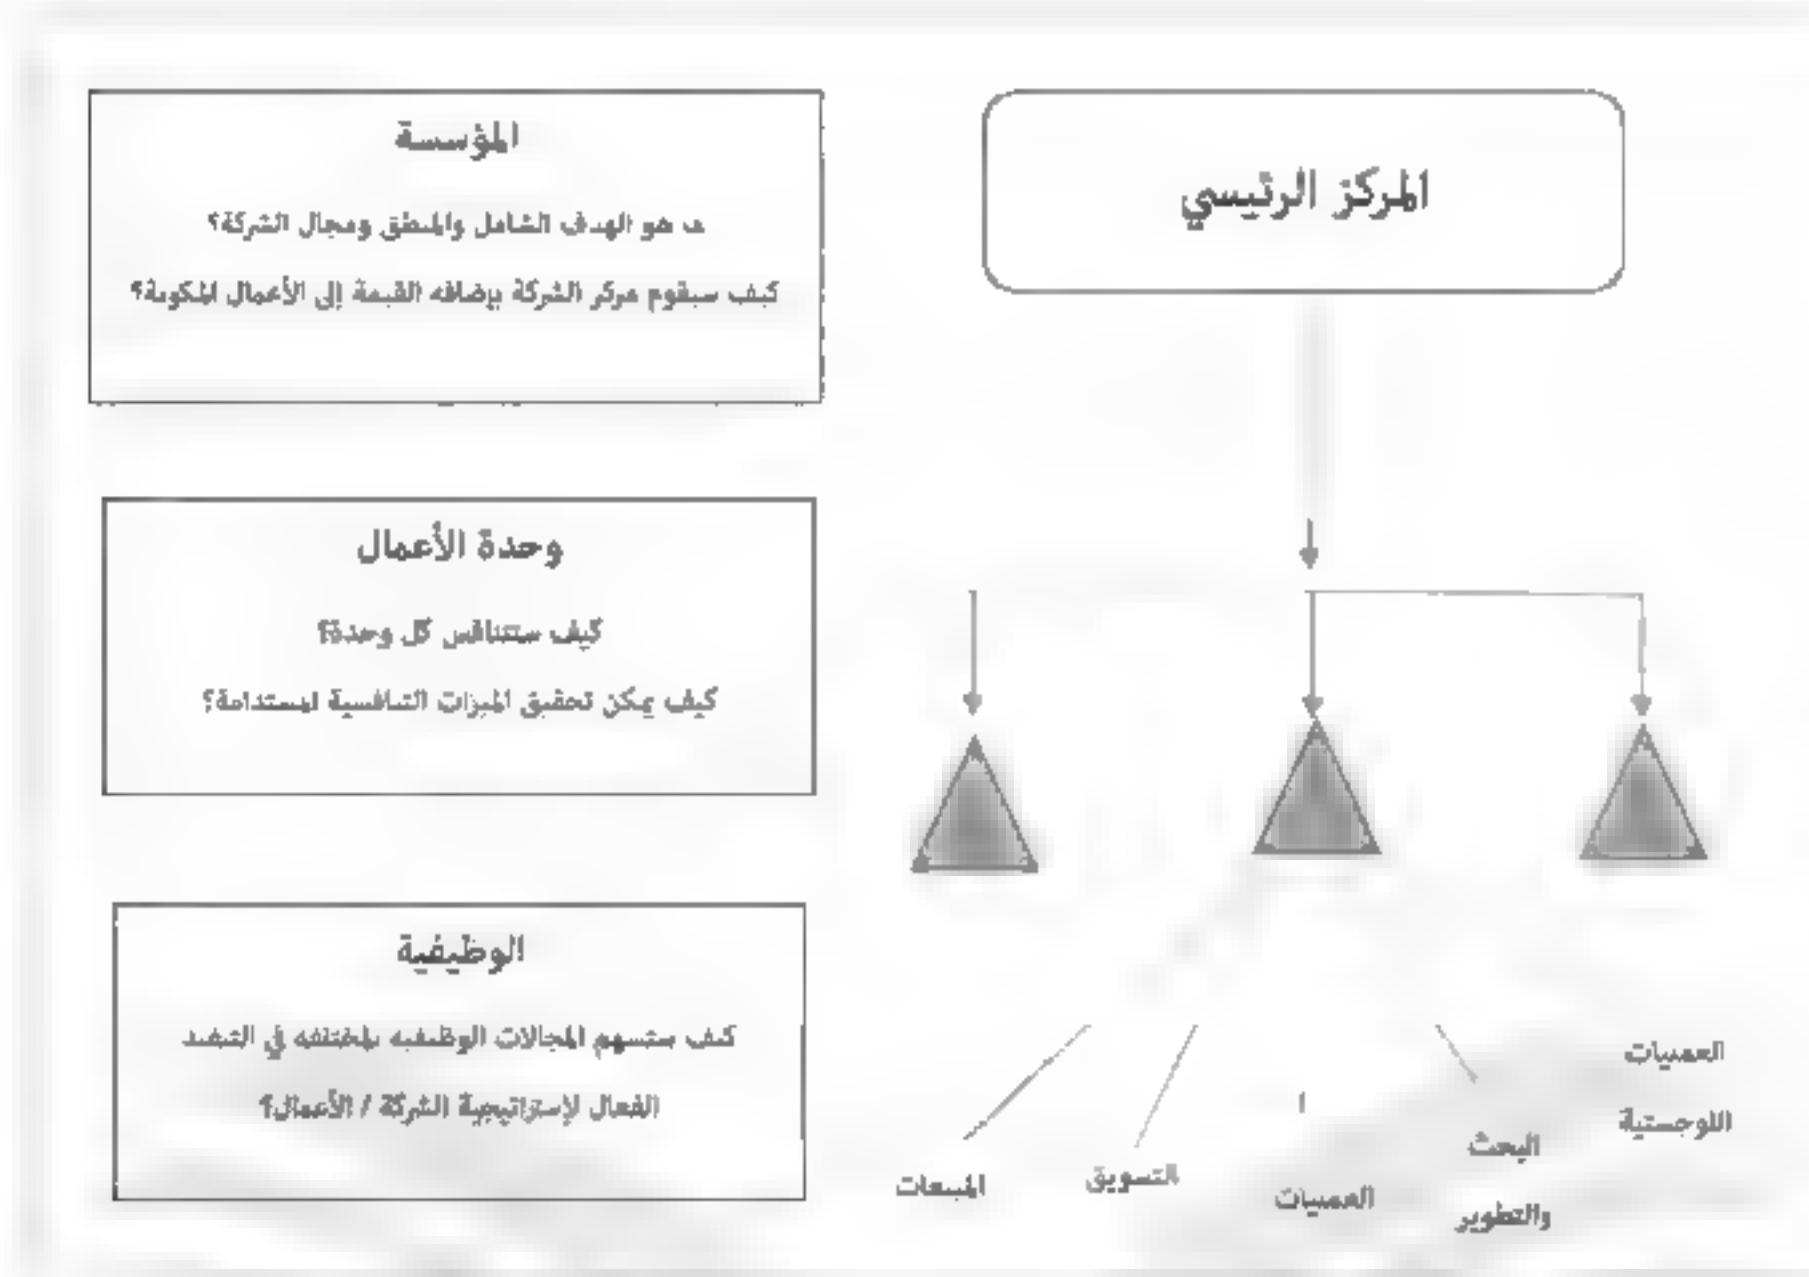 المركز الرئيسي
المؤسسة
ما هو الهدف الشامل والمنطق ومجال الشركة؟
كيف سيقوم مركز الشركة بإضافة القيمة إلى الأعمال المكونة؟
وحدة الأعمال
كيف ستتنافس كل وحدة؟
كيف يمكن تحقيق الميزات التنافسية المستدامة؟
الوظيفية
كيف ستسهم المجالات الوظيفية المختلفة في التنفيذ
الفعال لإستراتيجية الشركة / الأعمال؟
العمليات
اللوجستية
البحث
والتطوير
العمليات
التسويق
المبيعات